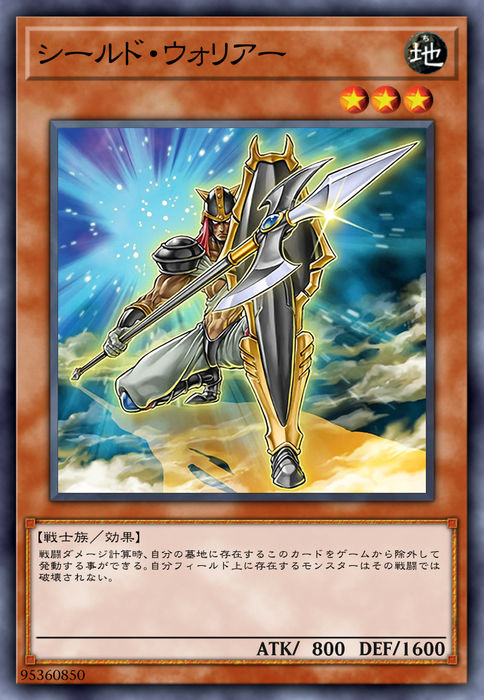 シールド・ウォリアー
ち
地
【戦士族／効果】
戦闘ダメージ計算時、自分の墓地に存在するこのカードをゲームから除外して
発動する事ができる。自分フィールド上に存在するモンスターはその戦闘では
破壊されない。
ATK/ 800 DEF/1600
95360850